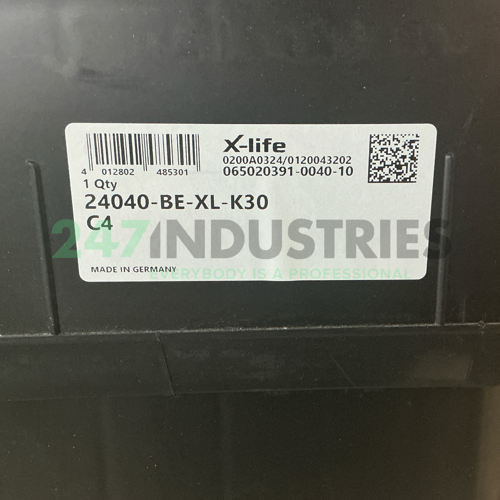 X-life
0200A0324/0120043202
065020391-0040-10
4 012802 485301
1 Qty
24040-BE-XL-K30
C4
247INDUSTRIES
EVERYBODY IS A PROFESSIONAL
MADE IN GERMANY